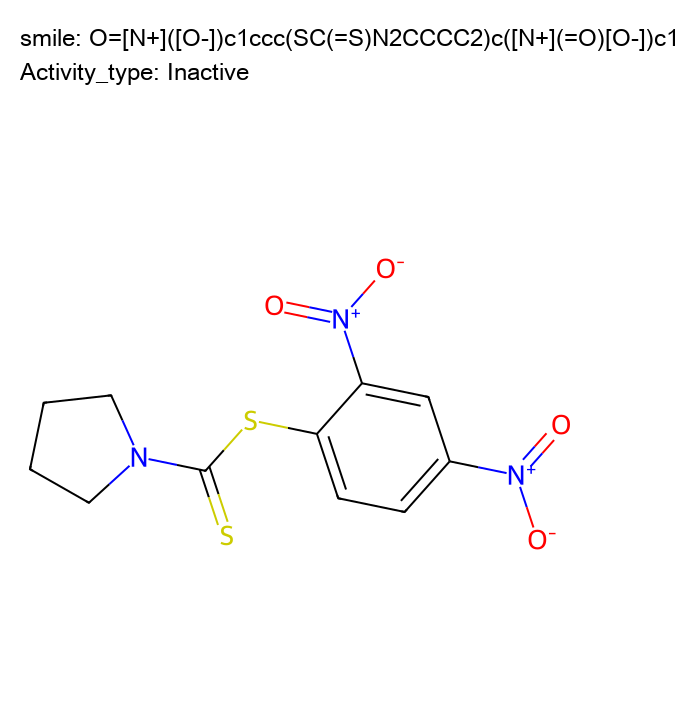 smile: O=[N+]([O-])c1ccc(SC(=S)N2CCCC2)c([N+](=O)[O-])c1
Activity_type: Inactive
O⁻
O
N⁺
S
O
N
N⁺
S
O⁻